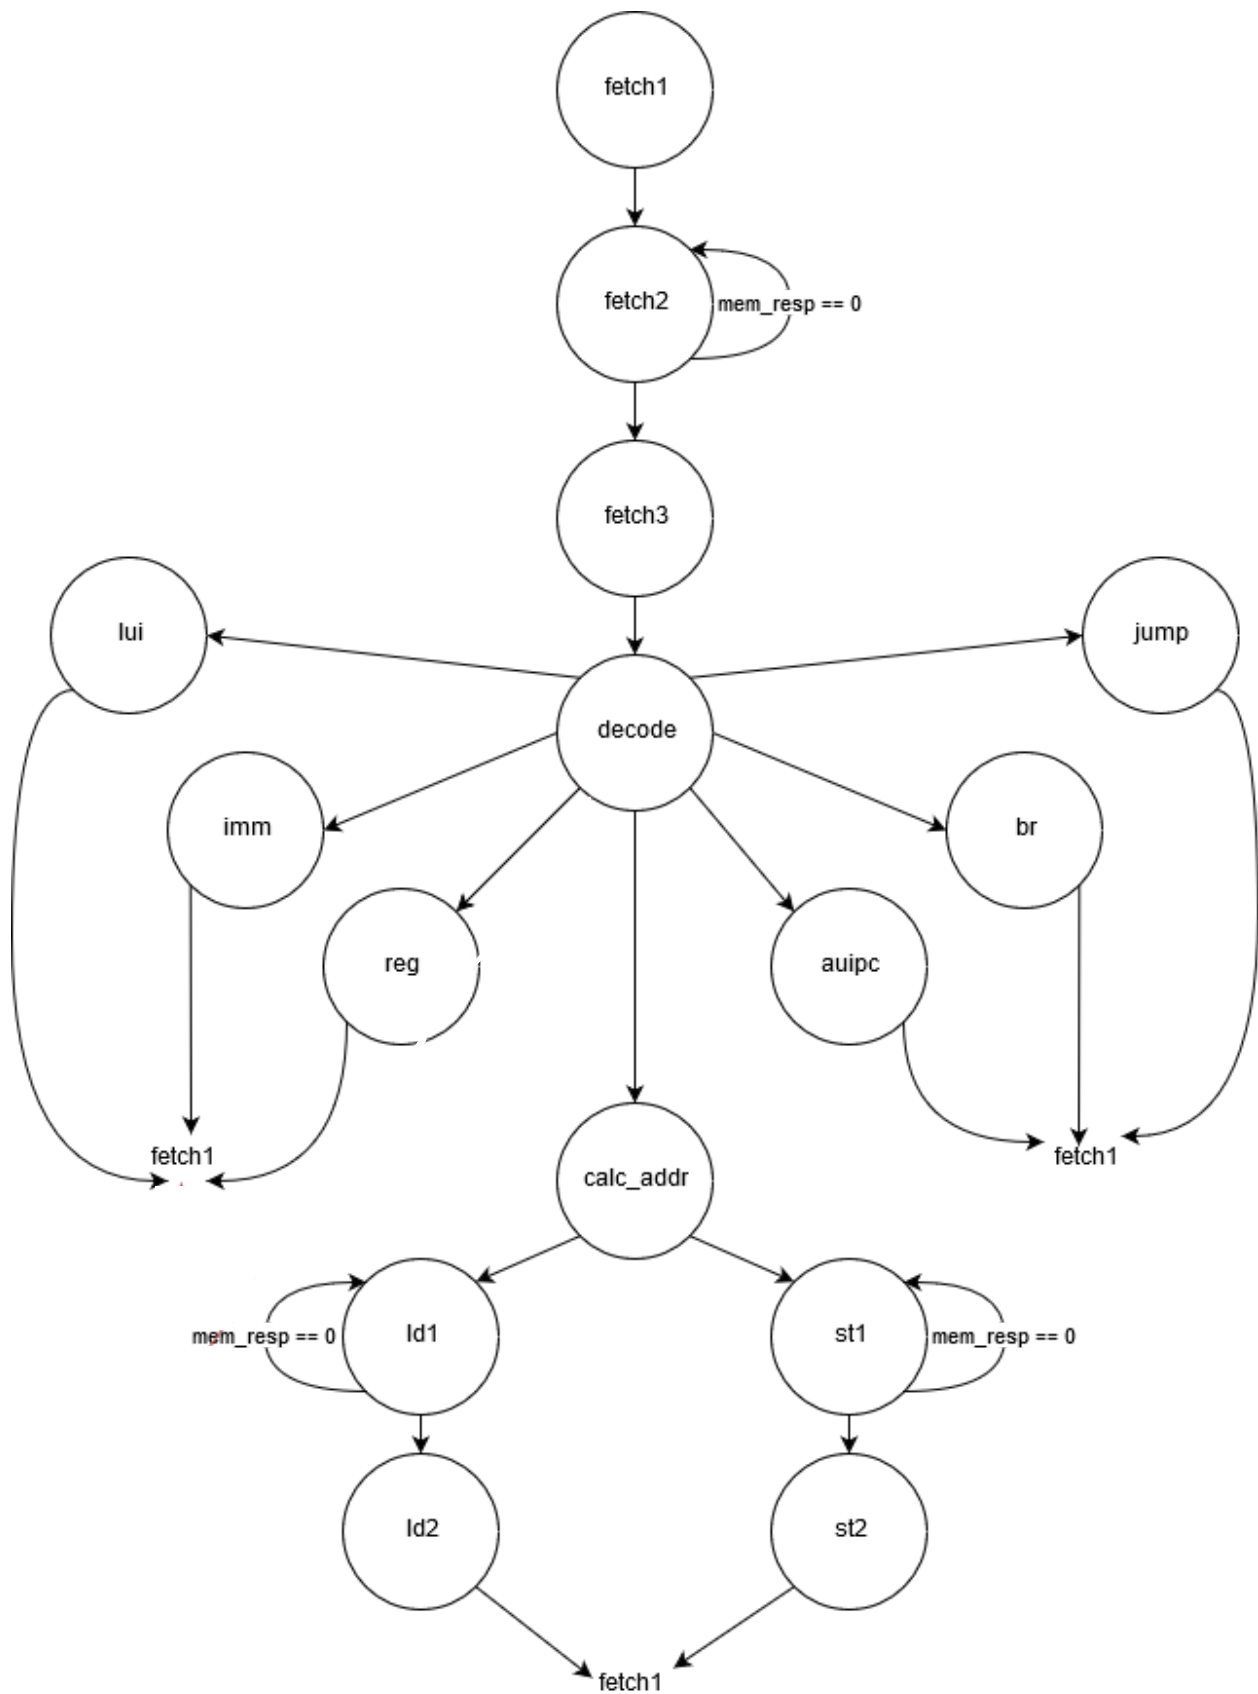 fetch1
fetch2
mem_resp == 0
fetch3
lui
jump
decode
imm
br
reg
auipc
fetch1
fetch1
calc_addr
mem_resp == 0
ld1
st1
mem_resp == 0
ld2
st2
fetch1